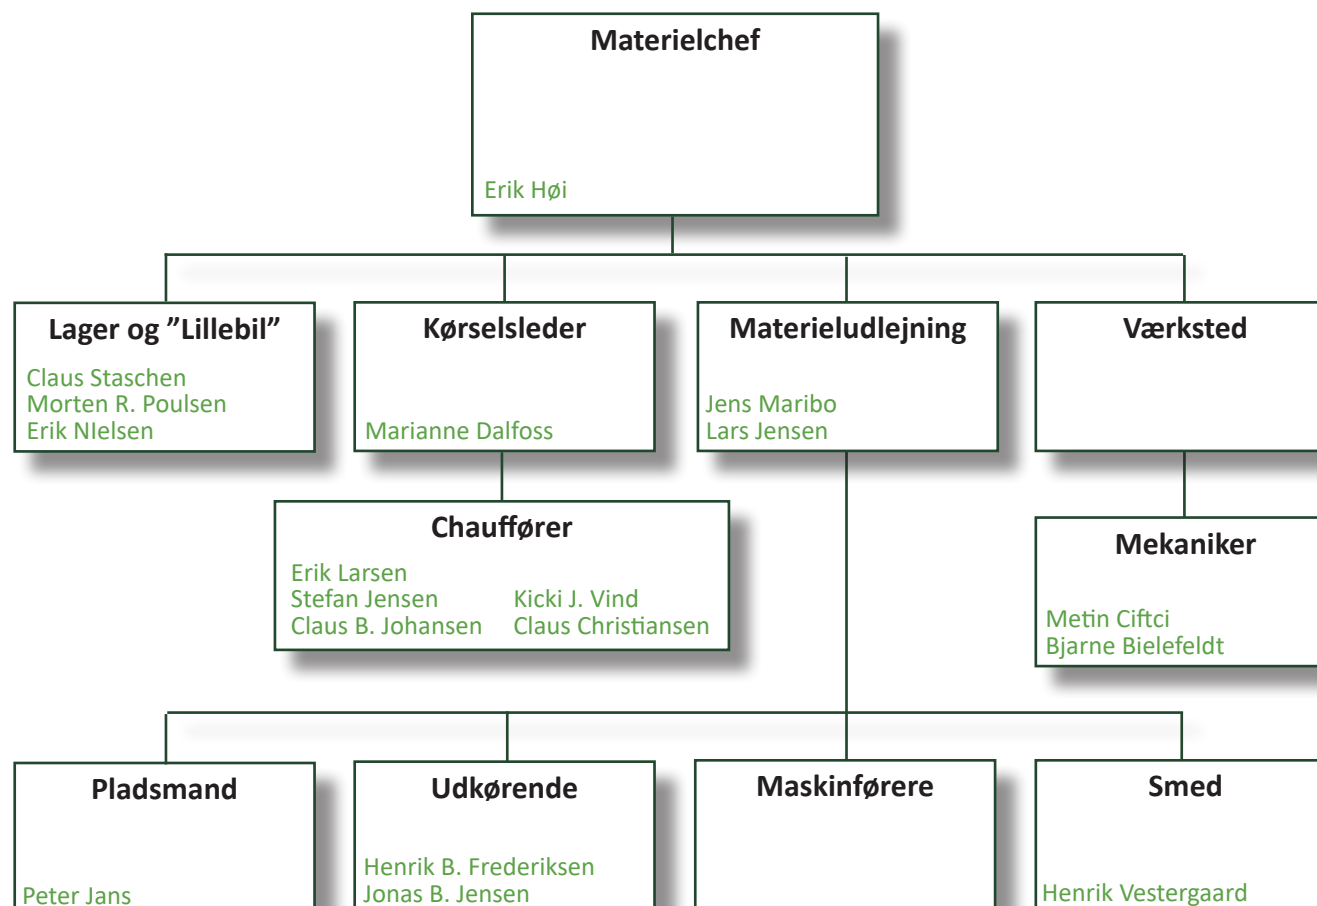 Materielchef
Erik Høi
Lager og ”Lillebil”
Claus Staschen
Morten R. Poulsen
Erik NIelsen
Kørselsleder
Marianne Dalfoss
Materieludlejning
Jens Maribo
Lars Jensen
Værksted
Chauffører
Erik Larsen
Stefan Jensen
Claus B. Johansen
Kicki J. Vind
Claus Christiansen
Mekaniker
Metin Ciftci
Bjarne Bielefeldt
Pladsmand
Peter Jans
Udkørende
Henrik B. Frederiksen
Jonas B. Jensen
Maskinførere
Smed
Henrik Vestergaard